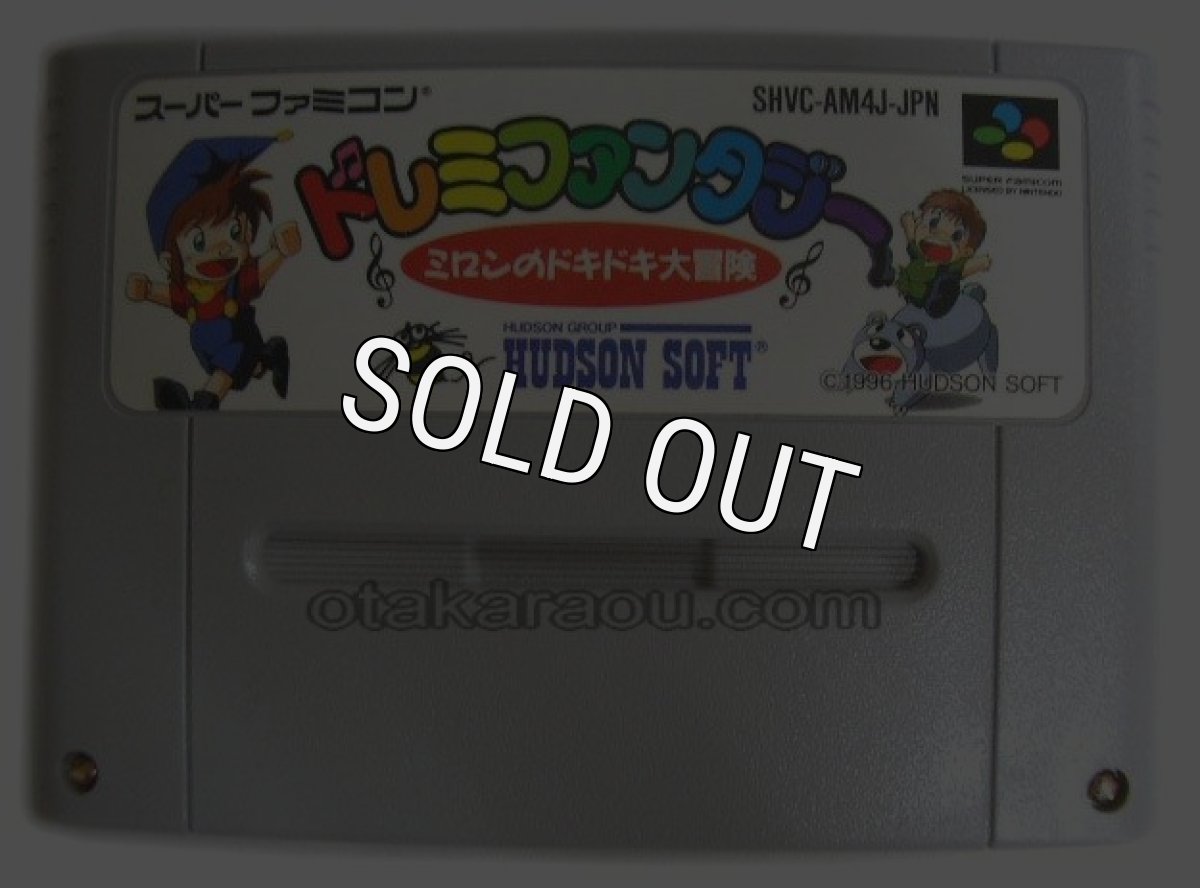 スーパーファミコン®
SHVC-AM4J-JPN
ドレミファンタジー
SUPER FAMICOM
LICENSED BY NINTENDO
ミロンのドキドキ大冒険
HUDSON GROUP
HUDSON SOFT®
©1996 HUDSON SOFT
SOLD OUT
otakaraou.com